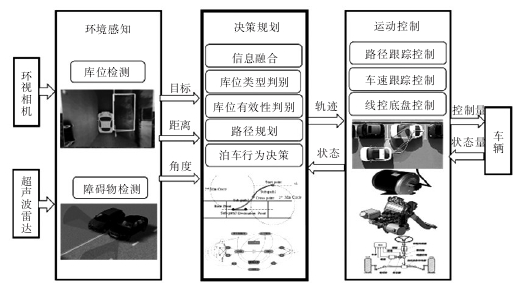 环境感知
决策规划
运动控制
环视相机
超声波雷达
库位检测
障碍物检测
目标
距离
角度
信息融合
库位类型判别
库位有效性判别
路径规划
泊车行为决策
轨迹
状态
路径跟踪控制
车速跟踪控制
线控底盘控制
控制量
状态量
车辆